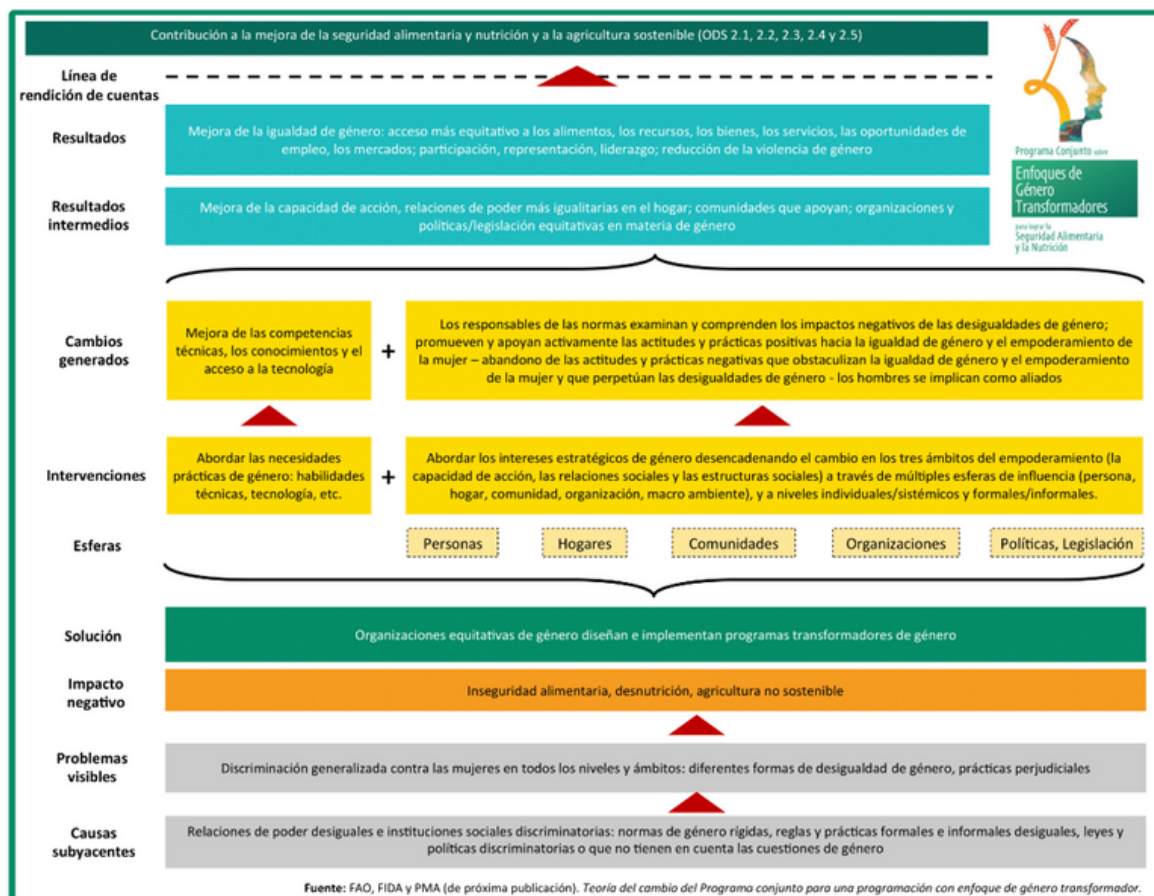 Contribución a la mejora de la seguridad alimentaria y nutrición y a la agricultura sostenible (ODS 2.1, 2.2, 2.3, 2.4 y 2.5)
Línea de
rendición de cuentas
Resultados
Mejora de la igualdad de género: acceso más equitativo a los alimentos, los recursos, los bienes, los servicios, las oportunidades de
empleo, los mercados; participación, representación, liderazgo; reducción de la violencia de género
Programa Conjunto sobre
Enfoques de
Género
Transformadores
para lograr la
Seguridad Alimentaria
y la Nutrición
Resultados
intermedios
Mejora de la capacidad de acción, relaciones de poder más igualitarias en el hogar; comunidades que apoyan; organizaciones y
políticas/legislación equitativas en materia de género
Cambios
generados
Mejora de las competencias
técnicas, los conocimientos y el
acceso a la tecnología
+
Los responsables de las normas examinan y comprenden los impactos negativos de las desigualdades de género;
promueven y apoyan activamente las actitudes y prácticas positivas hacia la igualdad de género y el empoderamiento de
la mujer – abandono de las actitudes y prácticas negativas que obstaculizan la igualdad de género y el empoderamiento
de la mujer y que perpetúan las desigualdades de género - los hombres se implican como aliados
Intervenciones
Abordar las necesidades
prácticas de género: habilidades
técnicas, tecnología, etc.
+
Abordar los intereses estratégicos de género desencadenando el cambio en los tres ámbitos del empoderamiento (la
capacidad de acción, las relaciones sociales y las estructuras sociales) a través de múltiples esferas de influencia (persona,
hogar, comunidad, organización, macro ambiente), y a niveles individuales/sistémicos y formales/informales.
Esferas
Personas
Hogares
Comunidades
Organizaciones
Políticas, Legislación
Solución
Organizaciones equitativas de género diseñan e implementan programas transformadores de género
Impacto
negativo
Inseguridad alimentaria, desnutrición, agricultura no sostenible
Problemas
visibles
Discriminación generalizada contra las mujeres en todos los niveles y ámbitos: diferentes formas de desigualdad de género, prácticas perjudiciales
Causas
subyacentes
Relaciones de poder desiguales e instituciones sociales discriminatorias: normas de género rígidas, reglas y prácticas formales e informales desiguales, leyes y
políticas discriminatorias o que no tienen en cuenta las cuestiones de género
Fuente: FAO, FIDA y PMA (de próxima publicación). Teoría del cambio del Programa conjunto para una programación con enfoque de género transformador.